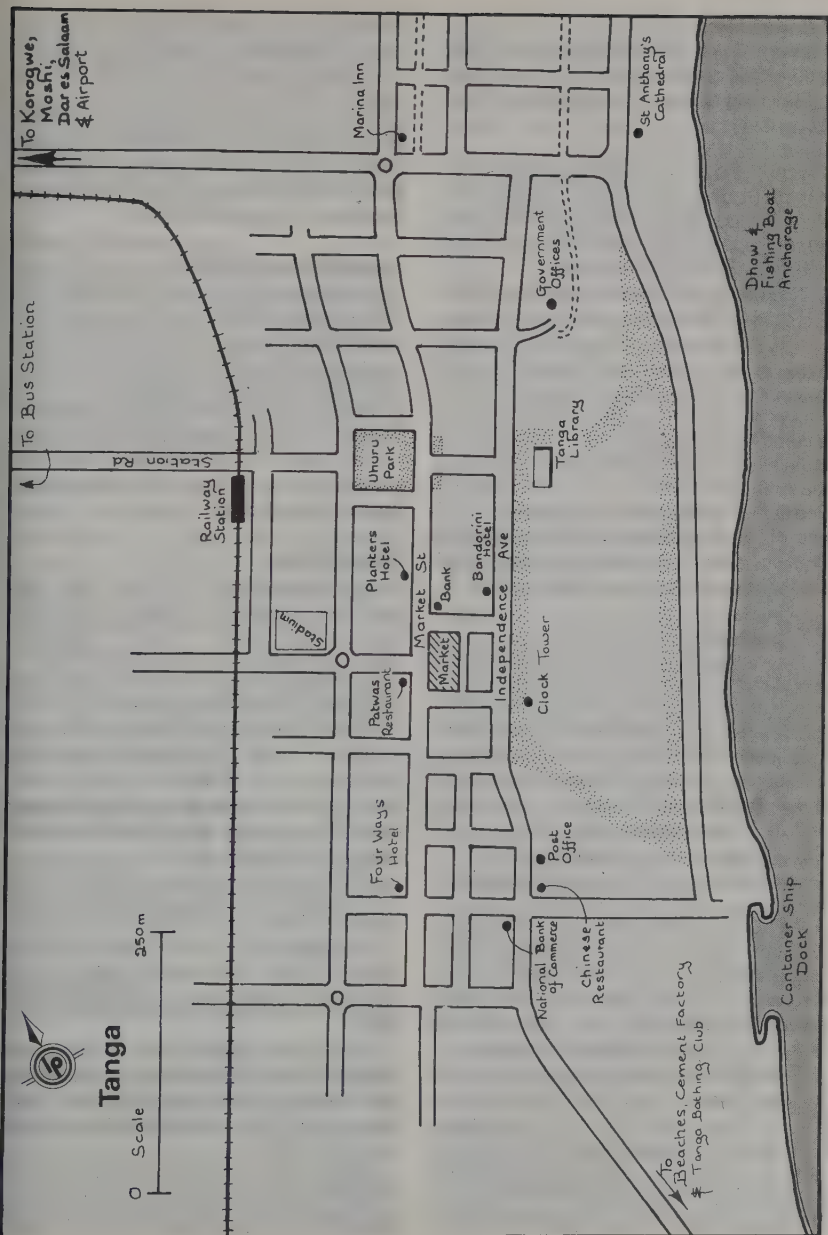 To Korogwe,
Moshi,
Dar es Salaam
& Airport
To Bus Station
Station Rd
Railway
Station
Marina Inn
St Anthony's
Cathedral
Government
Offices
Dhow &
Fishing Boat
Anchorage
Uhuru
Park
Tanga
Library
Planters
Hotel
Market St
Bank
Bandorini
Hotel
Independence Ave
Stadium
Market
Patwas
Restaurant
Clock Tower
Four Ways
Hotel
Post
Office
National Bank
of Commerce
Chinese
Restaurant
Container Ship
Dock
To
Beaches, Cement Factory
& Tanga Bathing Club
LP
Tanga
0 Scale 250m